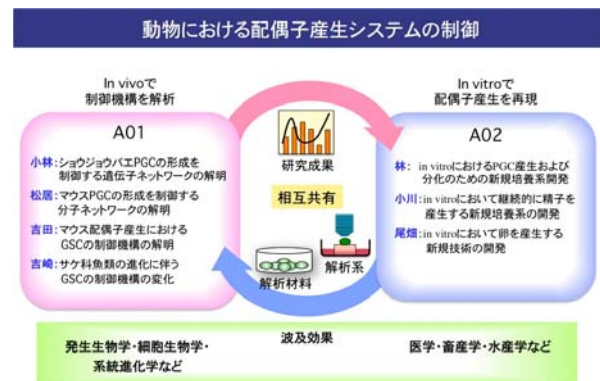 動物における配偶子産生システムの制御
In vivoで
制御機構を解析
In vitroで
配偶子産生を再現
A01
小林：ショウジョウバエPGCの形成を
制御する遺伝子ネットワークの解明
松居：マウスPGCの形成を制御する
分子ネットワークの解明
吉田：マウス配偶子産生における
GSCの制御機構の解明
吉崎：サケ科魚類の進化に伴う
GSCの制御機構の変化
研究成果
相互共有
解析系
解析材料
A02
林：in vitroにおけるPGC産生および
分化のための新規培養系開発
小川：in vitroにおいて継続的に精子を
産生する新規培養系の開発
尾畑：in vitroにおいて卵を産生する
新規技術の開発
波及効果
発生生物学・細胞生物学・
系統進化学など
医学・畜産学・水産学など